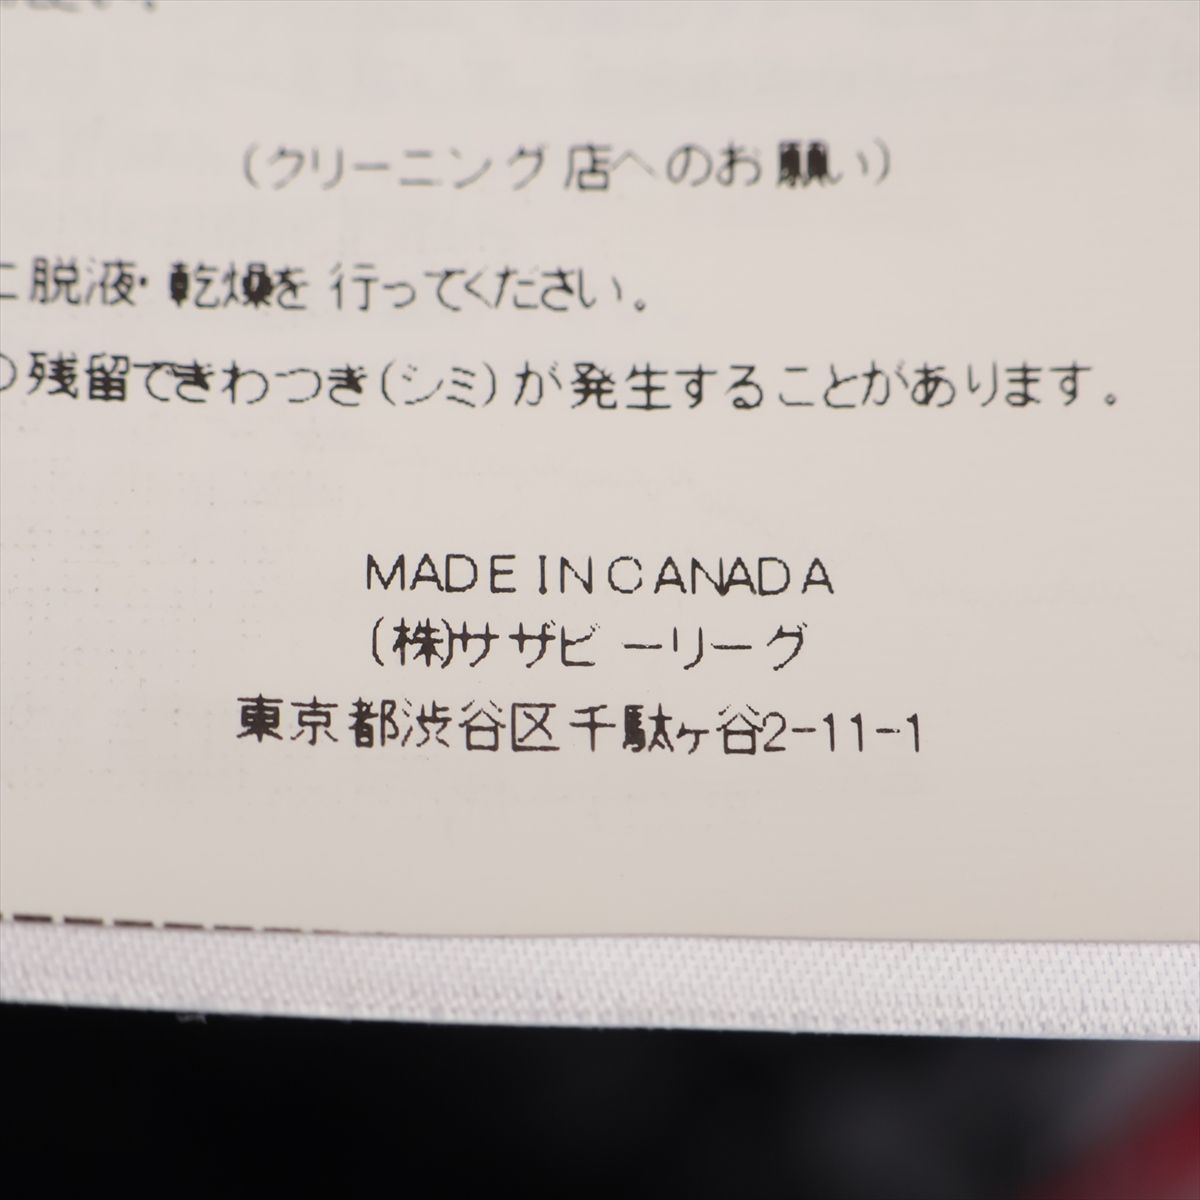 (クリーニング店へのお願い)
に脱液・乾燥を行ってください。
の残留できわつき(シミ)が発生することがあります。
MADE IN CANADA
(株)サザビーリーグ
東京都渋谷区千駄ヶ谷2-11-1